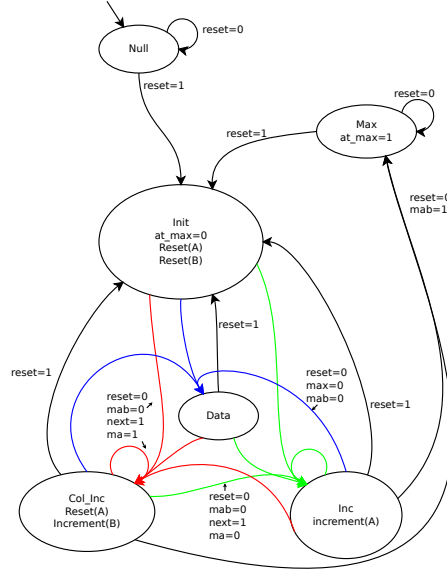 Null
reset=0
reset=1
Max
at_max=1
reset=0
reset=1
Init
at_max=0
Reset(A)
Reset(B)
reset=0
mab=1
reset=1
reset=1
reset=0
max=0
mab=0
reset=0
mab=0
next=1
ma=1
Data
reset=1
Col_Inc
Reset(A)
Increment(B)
reset=0
mab=0
next=1
ma=0
Inc
increment(A)